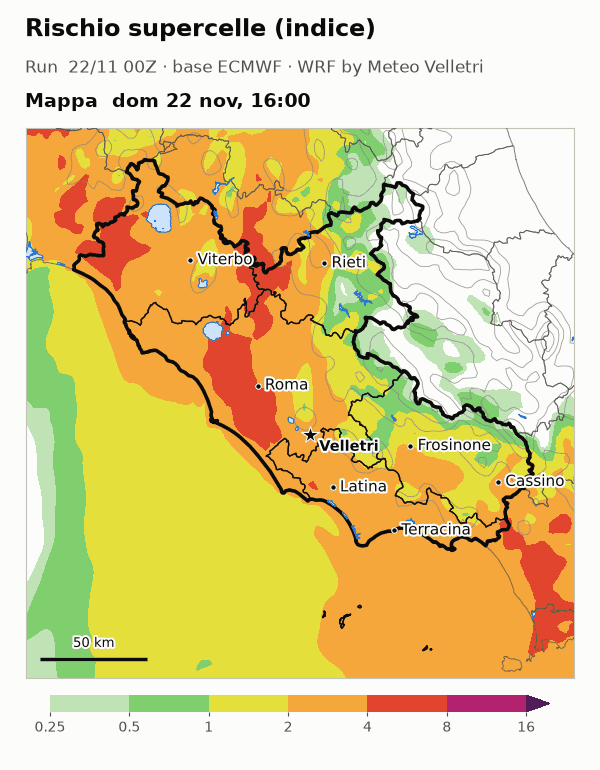 Rischio supercelle (indice)
Run  22/11 00Z · base ECMWF · WRF by Meteo Velletri
Mappa  dom 22 nov, 16:00
Viterbo
Rieti
Roma
Velletri
Frosinone
Cassino
Latina
Terracina
50 km
0.25 0.5 1 2 4 8 16